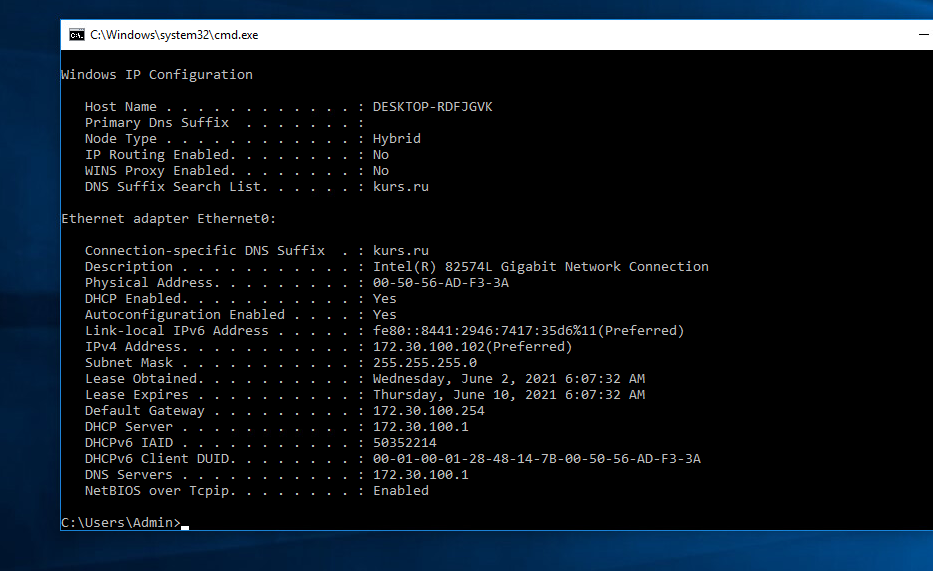 C:\Windows\system32\cmd.exe
Windows IP Configuration
Host Name . . . . . . . . . . . . : DESKTOP-RDFJGVK
Primary Dns Suffix  . . . . . . . :
Node Type . . . . . . . . . . . . : Hybrid
IP Routing Enabled. . . . . . . . : No
WINS Proxy Enabled. . . . . . . . : No
DNS Suffix Search List. . . . . . : kurs.ru
Ethernet adapter Ethernet0:
Connection-specific DNS Suffix  . : kurs.ru
Description . . . . . . . . . . . : Intel(R) 82574L Gigabit Network Connection
Physical Address. . . . . . . . . : 00-50-56-AD-F3-3A
DHCP Enabled. . . . . . . . . . . : Yes
Autoconfiguration Enabled . . . . : Yes
Link-local IPv6 Address . . . . . : fe80::8441:2946:7417:35d6%11(Preferred)
IPv4 Address. . . . . . . . . . . : 172.30.100.102(Preferred)
Subnet Mask . . . . . . . . . . . : 255.255.255.0
Lease Obtained. . . . . . . . . . : Wednesday, June 2, 2021 6:07:32 AM
Lease Expires . . . . . . . . . . : Thursday, June 10, 2021 6:07:32 AM
Default Gateway . . . . . . . . . : 172.30.100.254
DHCP Server . . . . . . . . . . . : 172.30.100.1
DHCPv6 IAID . . . . . . . . . . . : 50352214
DHCPv6 Client DUID. . . . . . . . : 00-01-00-01-28-48-14-7B-00-50-56-AD-F3-3A
DNS Servers . . . . . . . . . . . : 172.30.100.1
NetBIOS over Tcpip. . . . . . . . : Enabled
C:\Users\Admin>